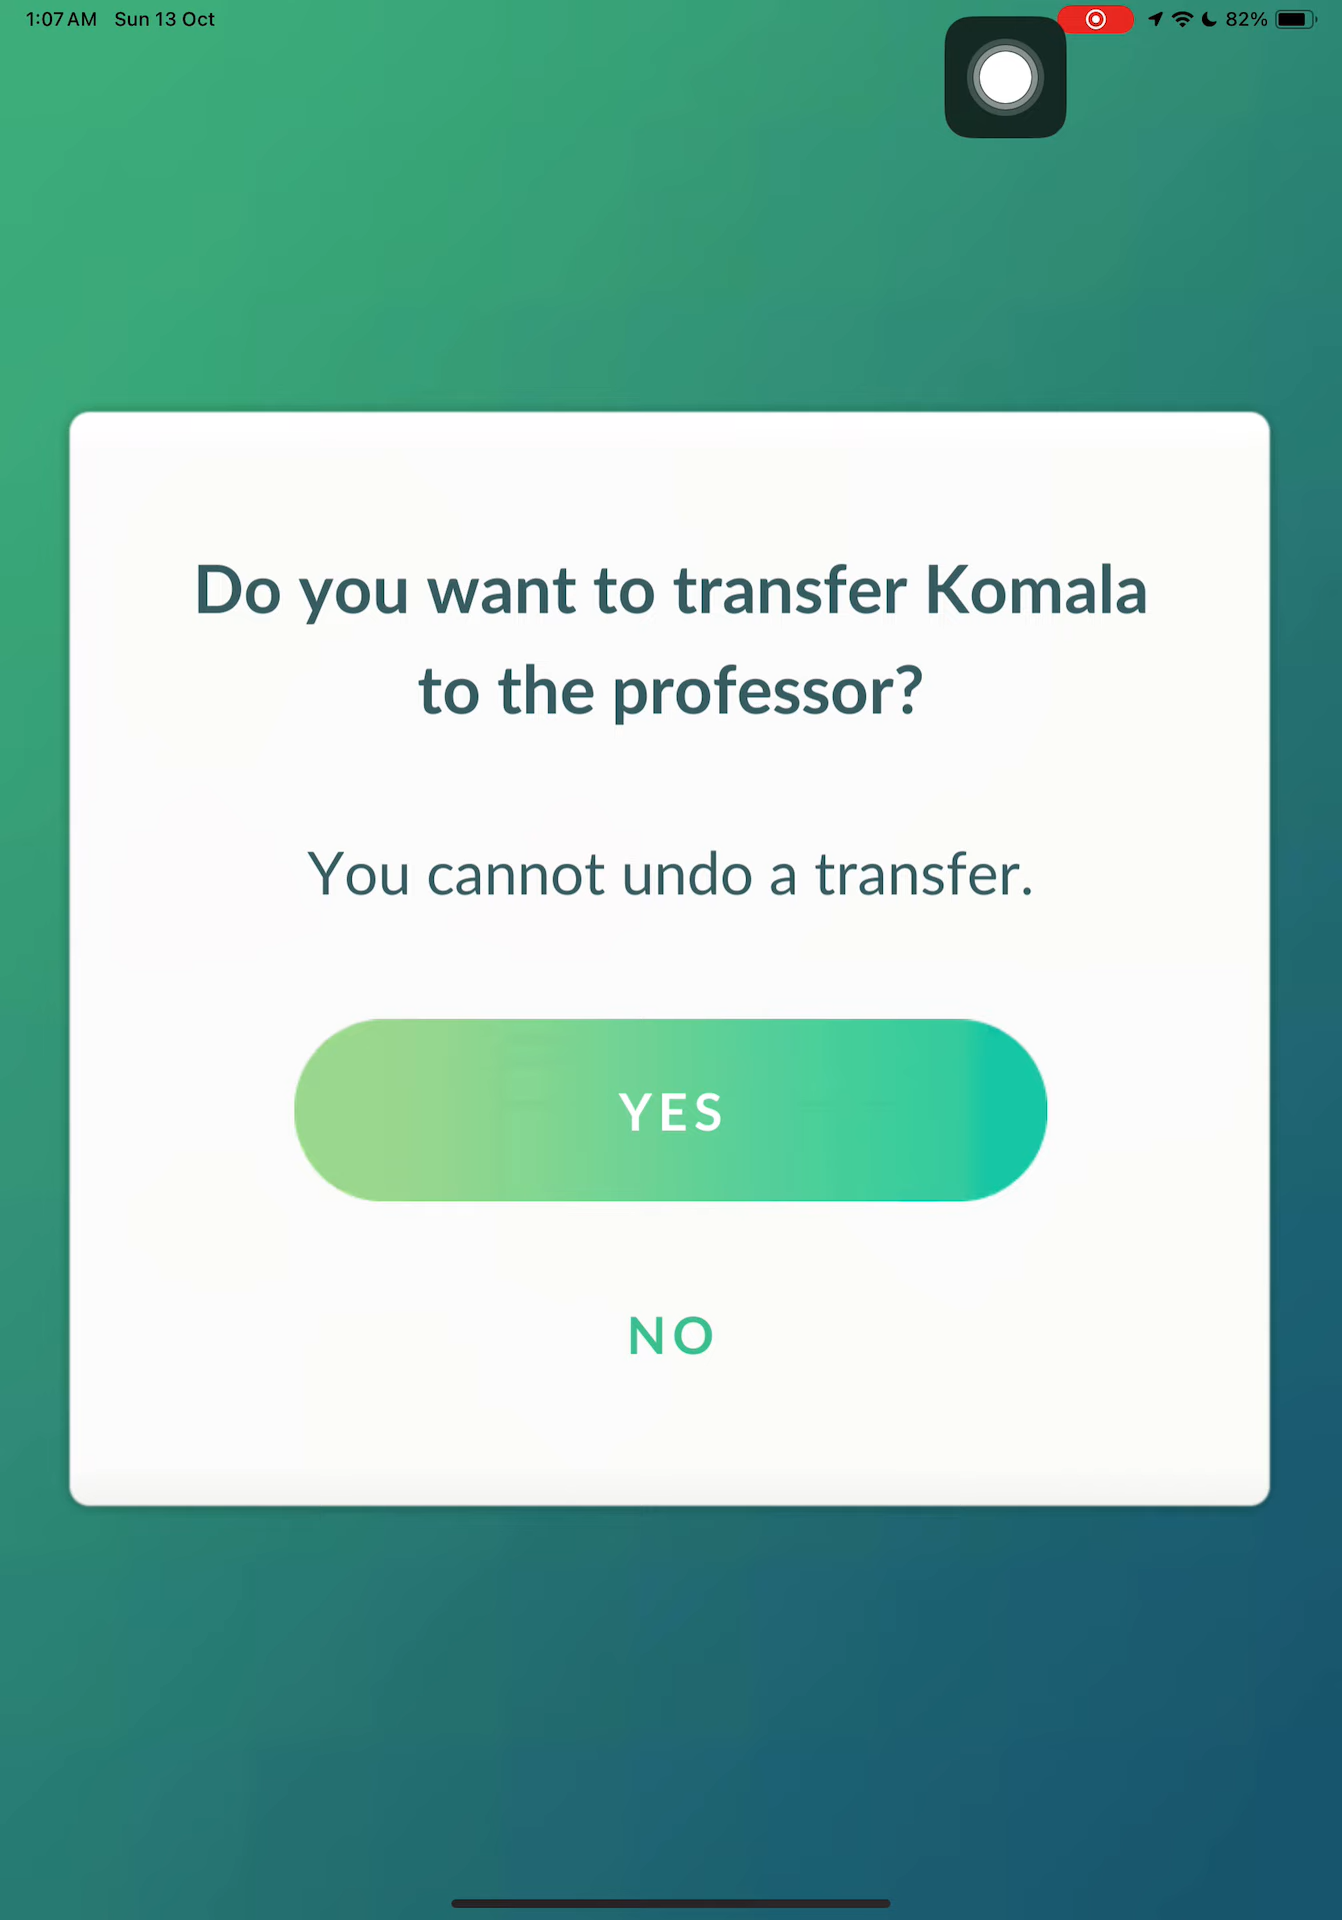 1:07 AM Sun 13 Oct 82%
Do you want to transfer Komala
to the professor?
You cannot undo a transfer.
YES
NO